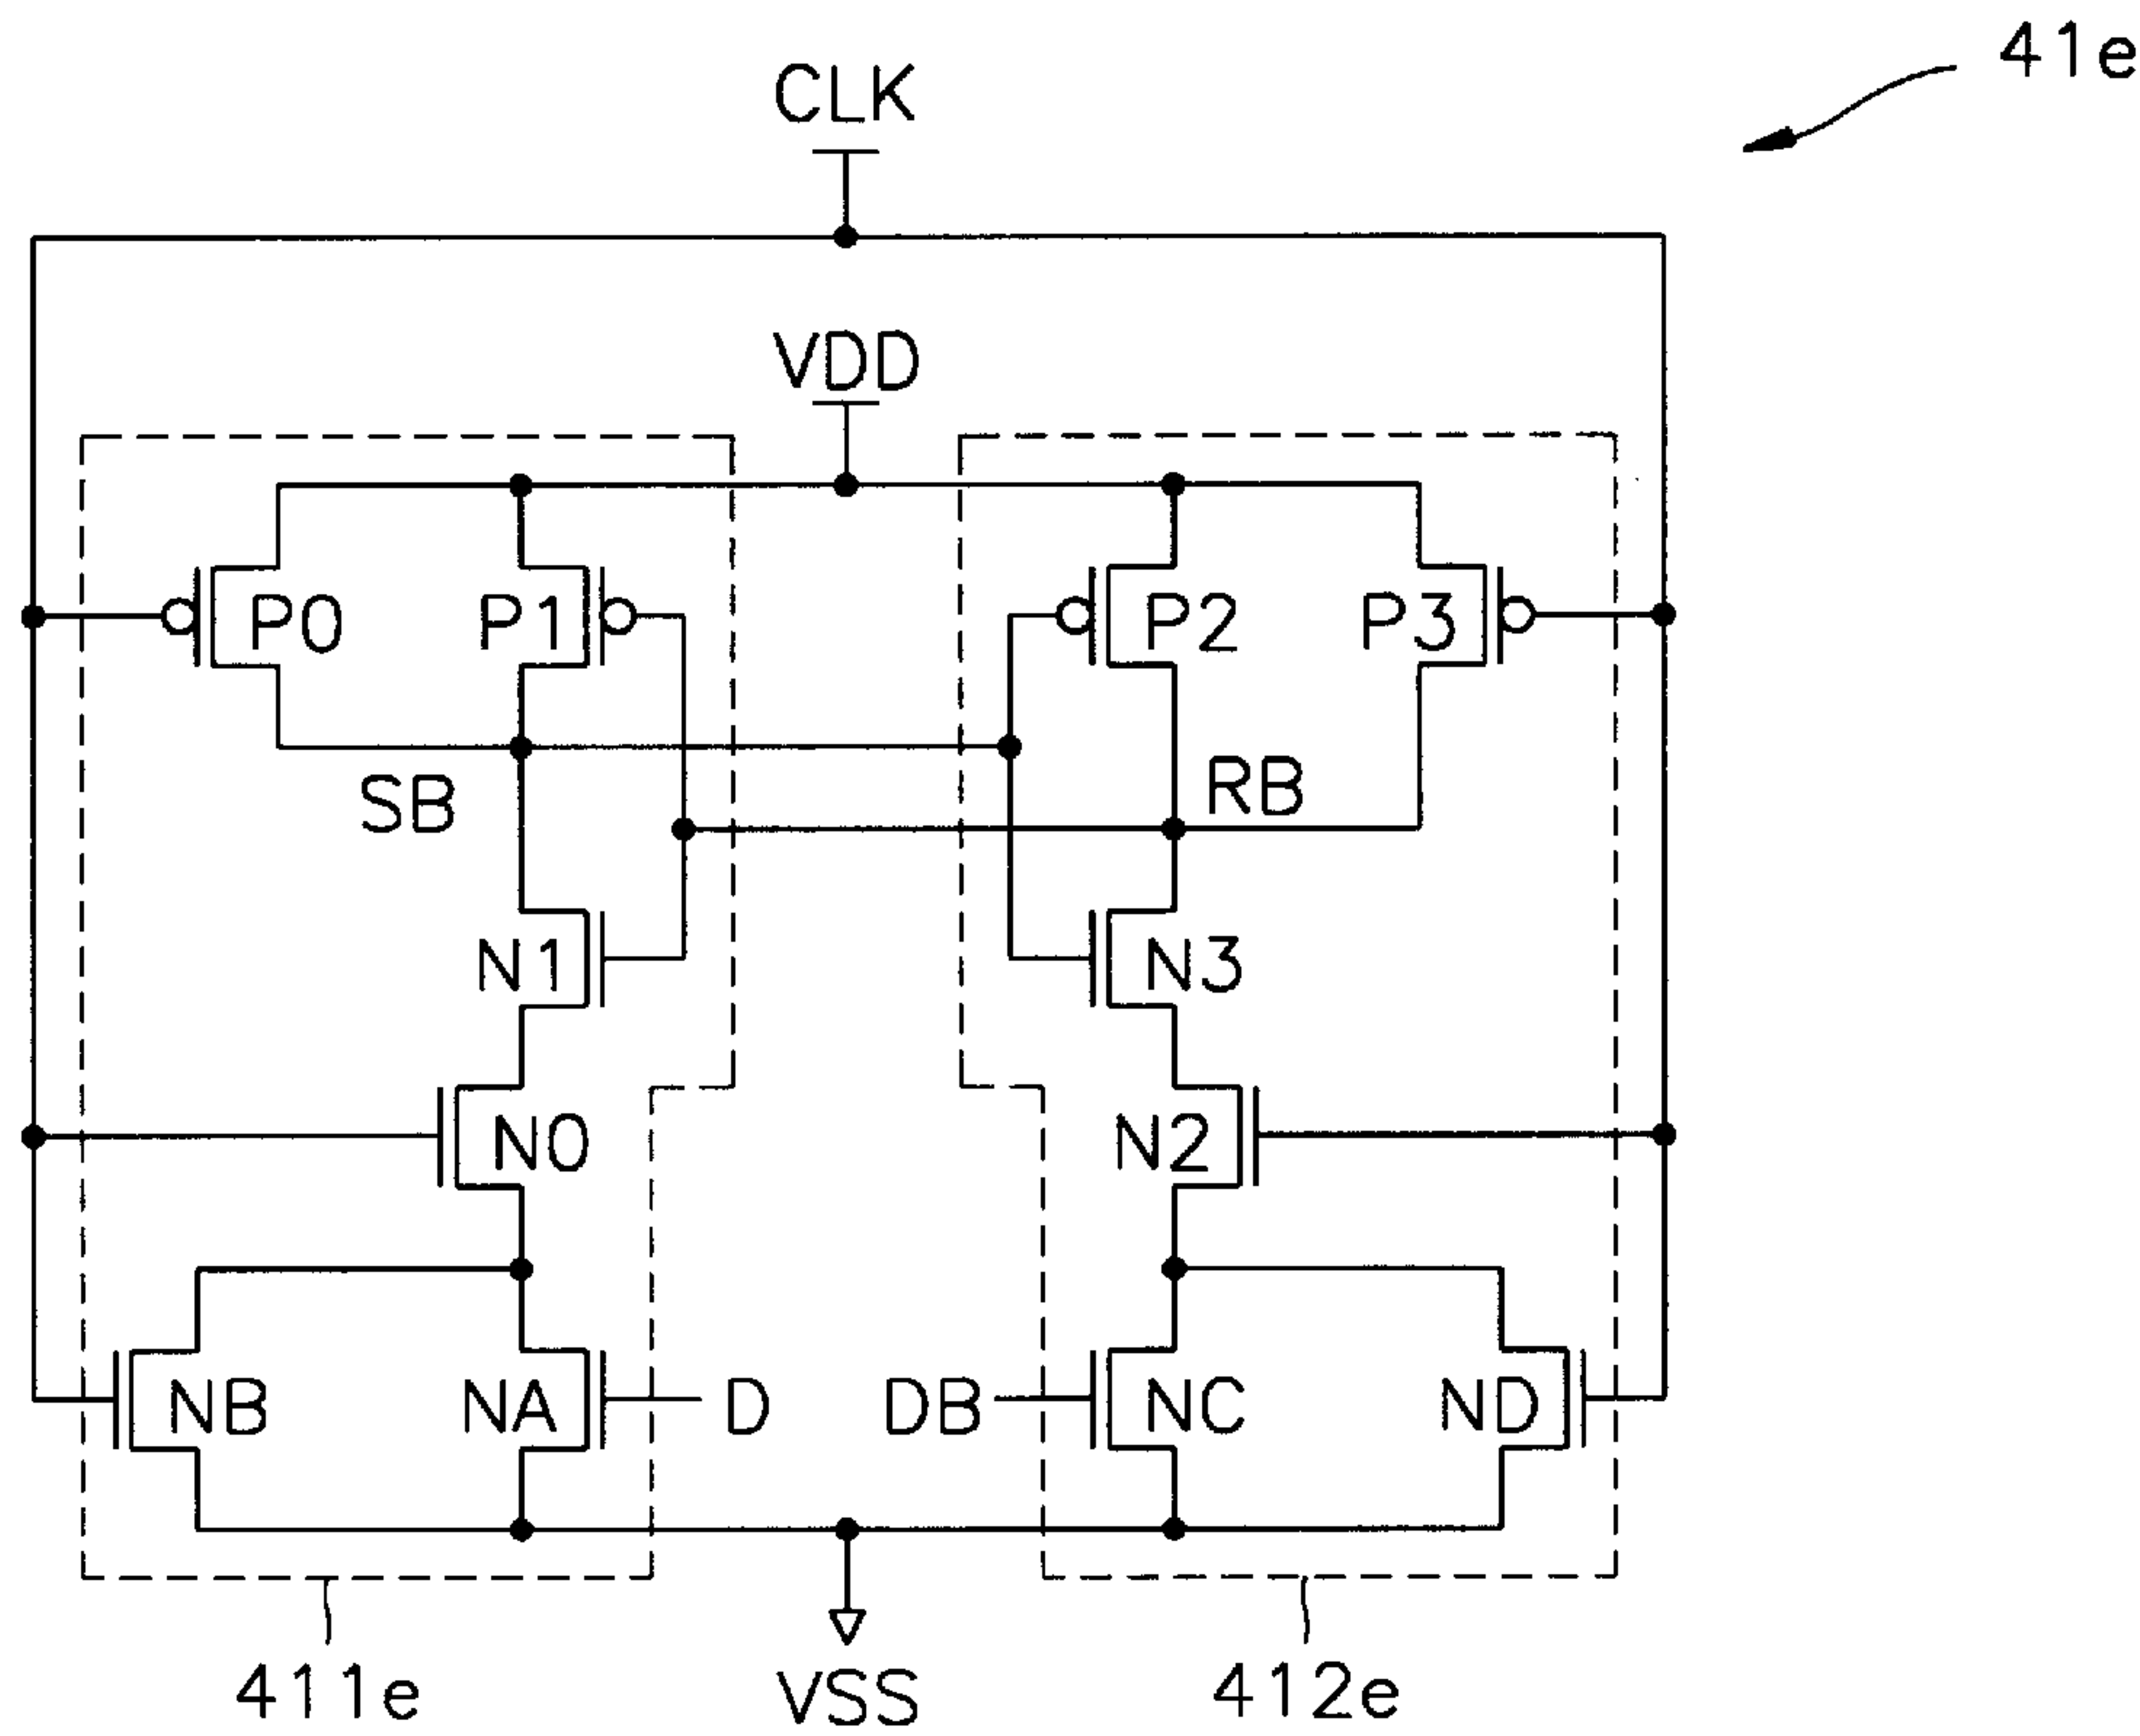 41e
CLK
VDD
P0 P1 P2 P3
SB RB
N1 N3
N0 N2
NB NA D DB NC ND
411e VSS 412e